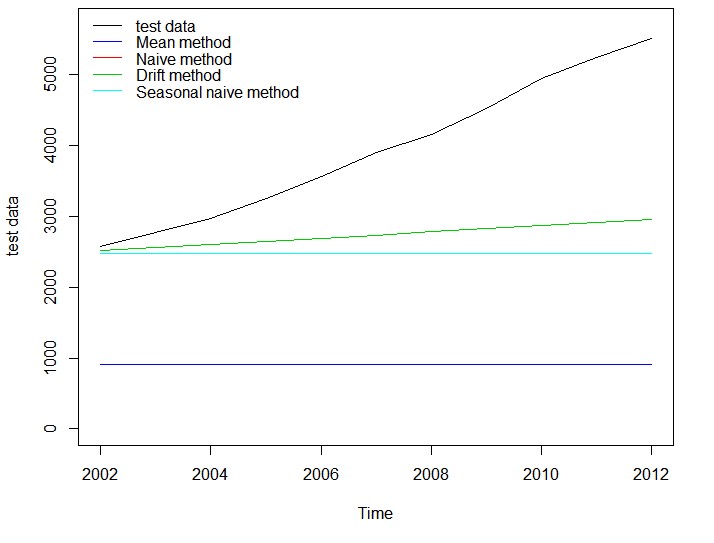 test data
Mean method
Naive method
Drift method
Seasonal naive method
5000
4000
3000
2000
1000
0
test data
2002 2004 2006 2008 2010 2012
Time